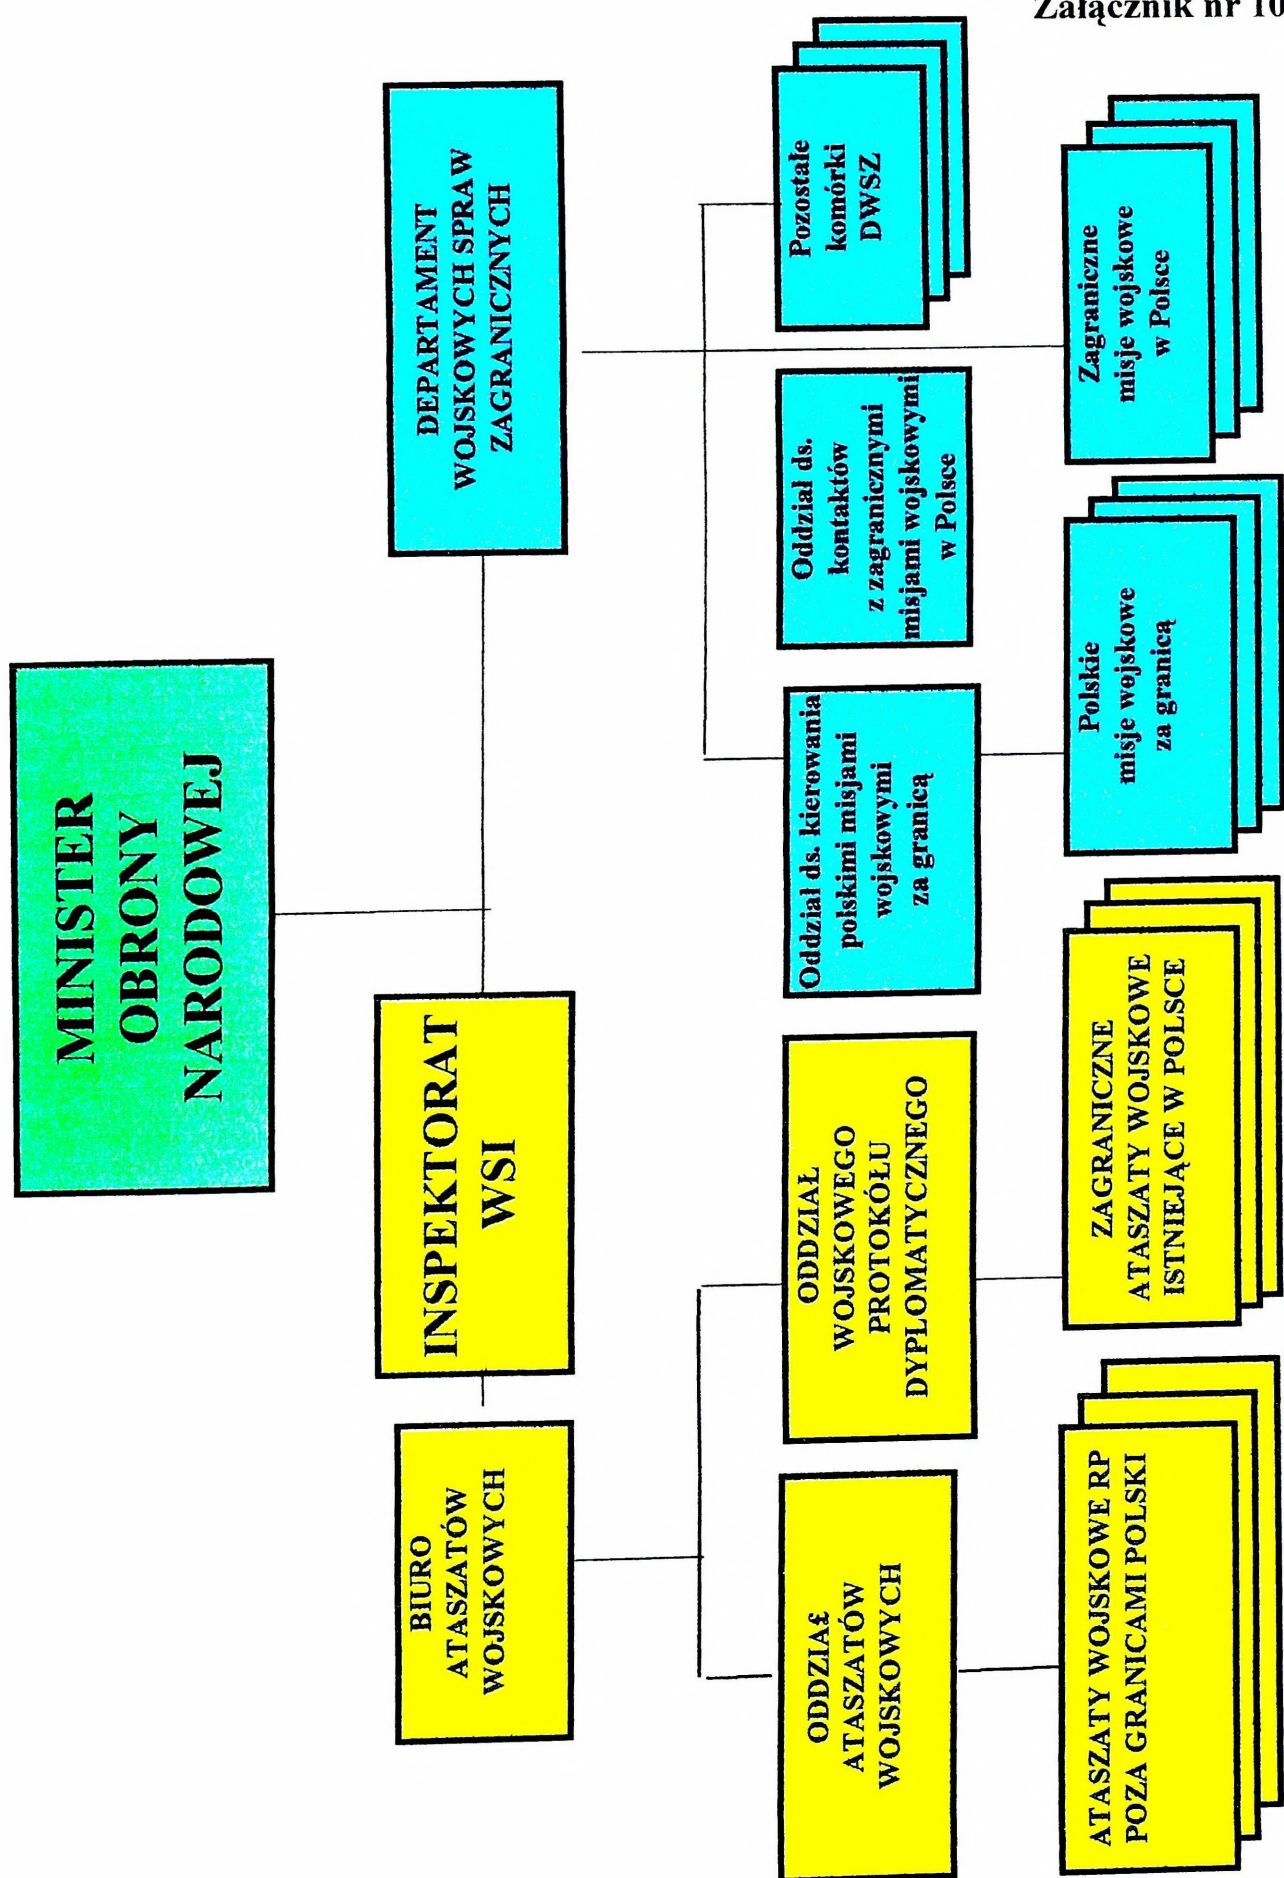 Załącznik nr 10
MINISTER
OBRONY
NARODOWEJ
INSPEKTORAT
WSI
DEPARTAMENT
WOJSKOWYCH SPRAW
ZAGRANICZNYCH
BIURO
ATASZATÓW
WOJSKOWYCH
ODDZIA£
ATASZATÓW
WOJSKOWYCH
ODDZIAŁ
WOJSKOWEGO
PROTOKÓŁU
DYPLOMATYCZNEGO
Oddział ds. kierowania
polskimi misjami
wojskowymi
za granicą
Oddział ds.
kontaktów
z zagranicznymi
misjami wojskowymi
w Polsce
Pozostałe
komórki
DWSZ
ATASZATY WOJSKOWE RP
POZA GRANICAMI POLSKI
ZAGRANICZNE
ATASZATY WOJSKOWE
ISTNIEJĄCE W POLSCE
Polskie
misje wojskowe
za granicą
Zagraniczne
misje wojskowe
w Polsce